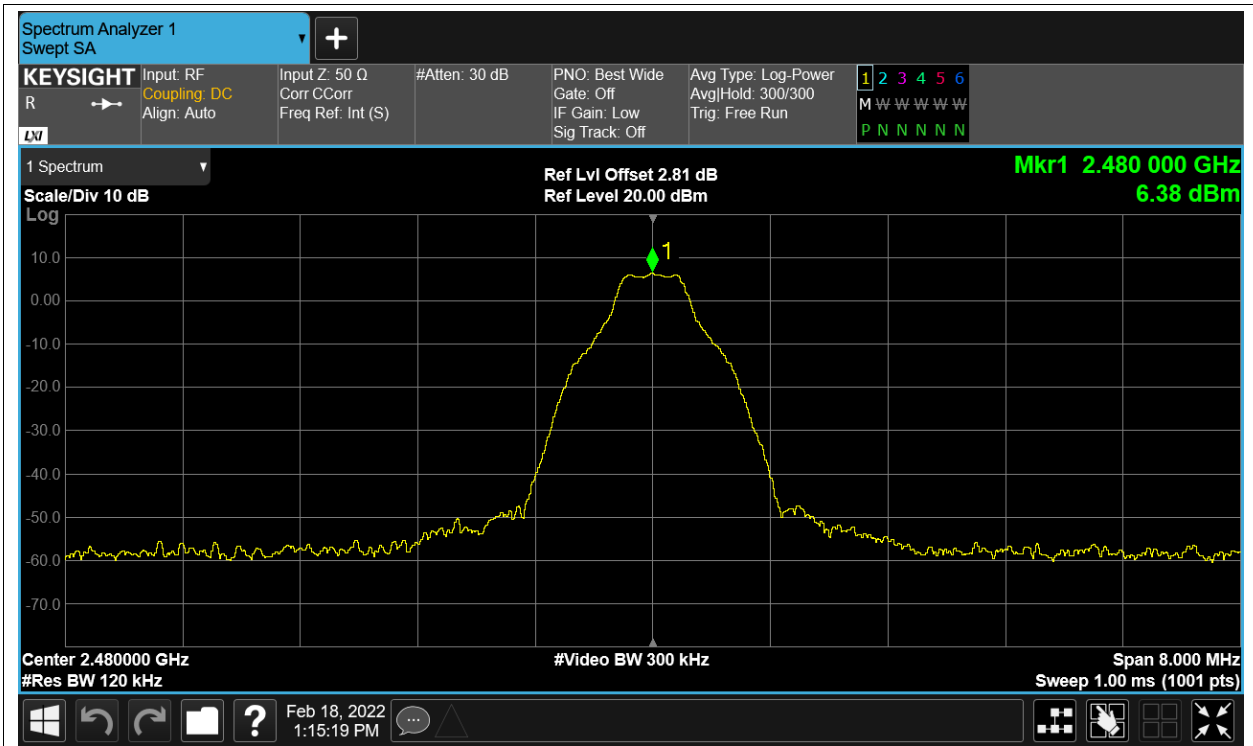 Spectrum Analyzer 1
Swept SA
KEYSIGHT
R
LXI
Input: RF
Coupling: DC
Align: Auto
Input Z: 50 Ω
Corr CCorr
Freq Ref: Int (S)
#Atten: 30 dB
PNO: Best Wide
Gate: Off
IF Gain: Low
Sig Track: Off
Avg Type: Log-Power
Avg|Hold: 300/300
Trig: Free Run
1 2 3 4 5 6
M W W W W W
P N N N N N
1 Spectrum
Scale/Div 10 dB
Log
Ref Lvl Offset 2.81 dB
Ref Level 20.00 dBm
Mkr1 2.480 000 GHz
6.38 dBm
1
10.0
0.00
-10.0
-20.0
-30.0
-40.0
-50.0
-60.0
-70.0
Center 2.480000 GHz
#Video BW 300 kHz
Span 8.000 MHz
#Res BW 120 kHz
Sweep 1.00 ms (1001 pts)
?
Feb 18, 2022
1:15:19 PM